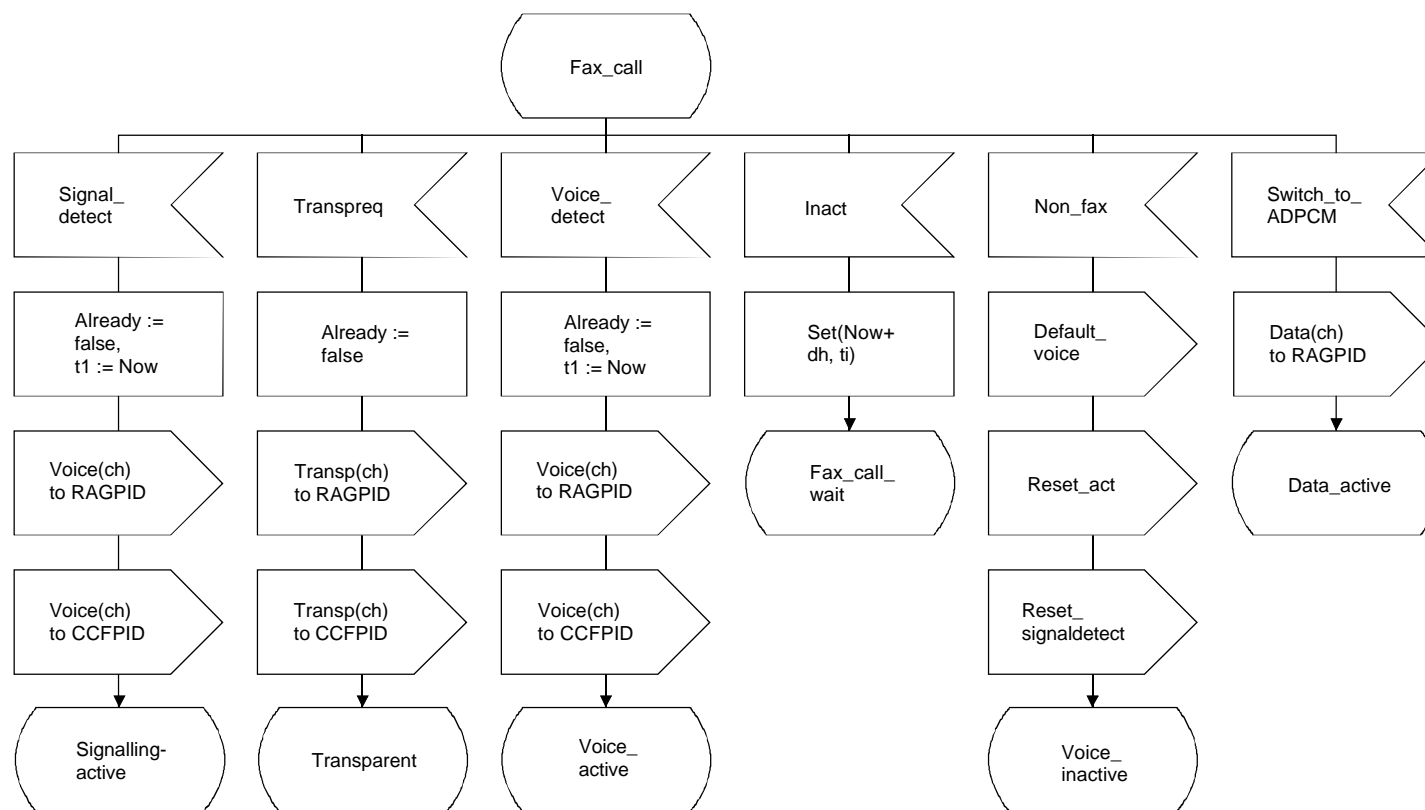 Fax_call
Signal_
detect
Transpreq
Voice_
detect
Inact
Non_fax
Switch_to_
ADPCM
Already :=
false,
t1 := Now
Already :=
false
Already :=
false,
t1 := Now
Set(Now+
dh, ti)
Default_
voice
Data(ch)
to RAGPID
Voice(ch)
to RAGPID
Transp(ch)
to RAGPID
Voice(ch)
to RAGPID
Fax_call_
wait
Reset_act
Data_active
Voice(ch)
to CCFPID
Transp(ch)
to CCFPID
Voice(ch)
to CCFPID
Reset_
signaldetect
Signalling-
active
Transparent
Voice_
active
Voice_
inactive